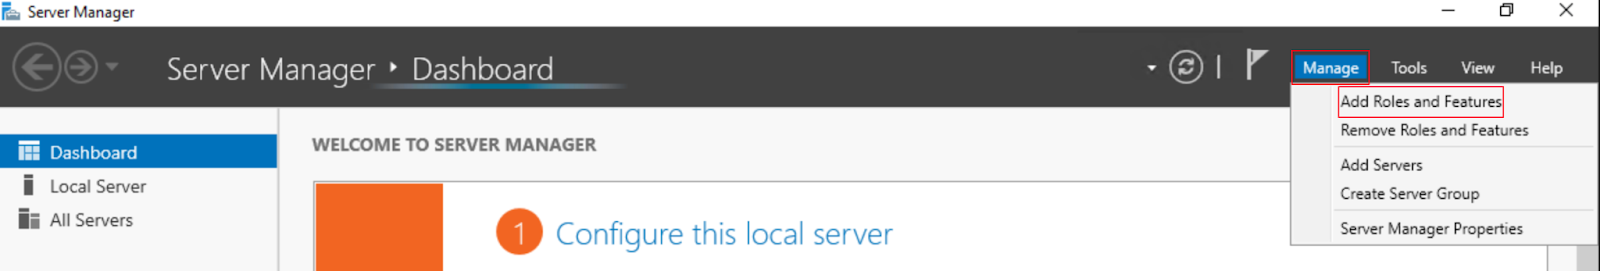 Server Manager
Server Manager ‣ Dashboard
Manage Tools View Help
Add Roles and Features
Remove Roles and Features
Add Servers
Create Server Group
Server Manager Properties
Dashboard
Local Server
All Servers
WELCOME TO SERVER MANAGER
1 Configure this local server